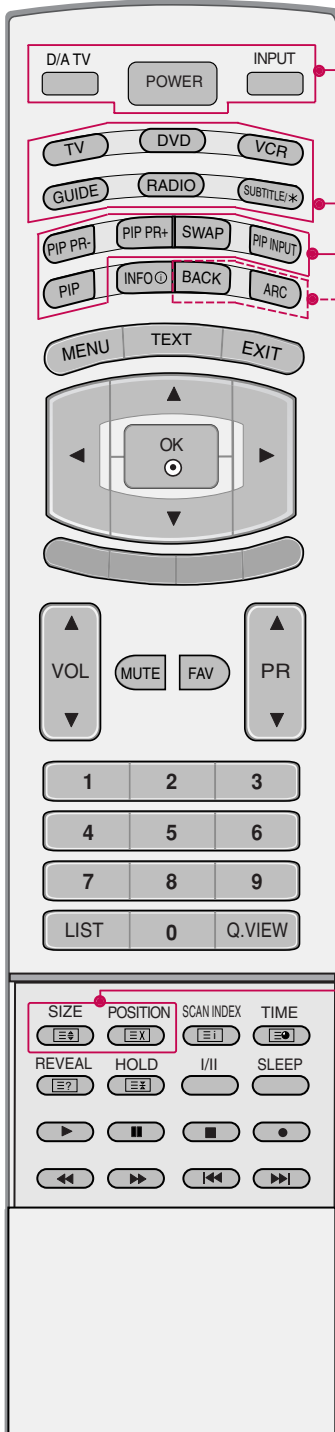 D/A TV POWER INPUT
TV DVD VCR
GUIDE RADIO SUBTITLE/*
PIP PR- PIP PR+ SWAP PIP INPUT
PIP INFO i BACK ARC
MENU TEXT EXIT
OK
VOL MUTE FAV PR
1 2 3
4 5 6
7 8 9
LIST 0 Q.VIEW
SIZE POSITION SCAN INDEX TIME
X i
REVEAL HOLD I/II SLEEP
?